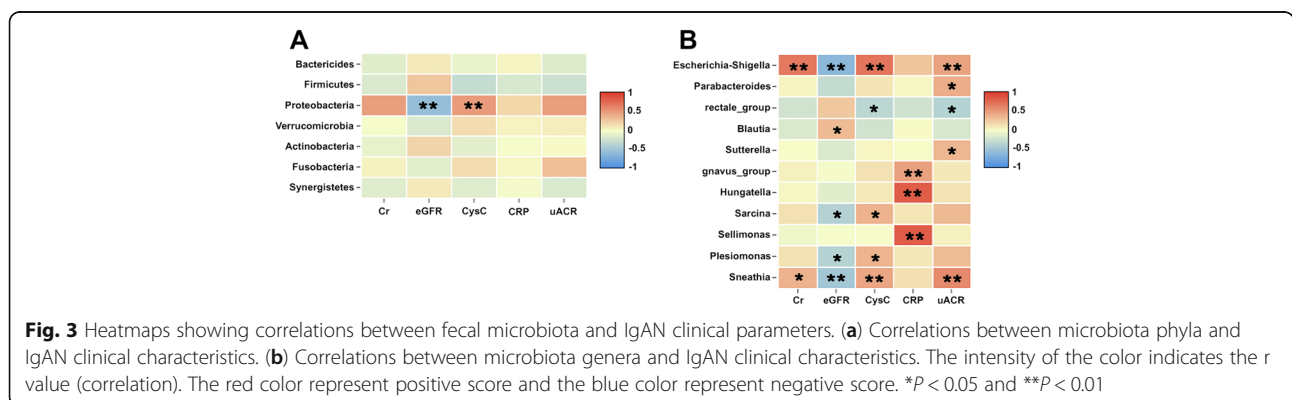 A
Bactericides
Firmicutes
Proteobacteria ** **
Verrucomicrobia
Actinobacteria
Fusobacteria
Synergistetes
Cr eGFR CysC CRP uACR
1
0.5
0
-0.5
-1
B
Escherichia-Shigella ** ** ** **
Parabacteroides *
rectale_group * *
Blautia *
Sutterella *
gnavus_group **
Hungatella **
Sarcina * *
Sellimonas **
Plesiomonas * *
Sneathia * ** ** **
Cr eGFR CysC CRP uACR
1
0.5
0
-0.5
-1
Fig. 3 Heatmaps showing correlations between fecal microbiota and IgAN clinical parameters. (a) Correlations between microbiota phyla and
IgAN clinical characteristics. (b) Correlations between microbiota genera and IgAN clinical characteristics. The intensity of the color indicates the r
value (correlation). The red color represent positive score and the blue color represent negative score. *P < 0.05 and **P < 0.01